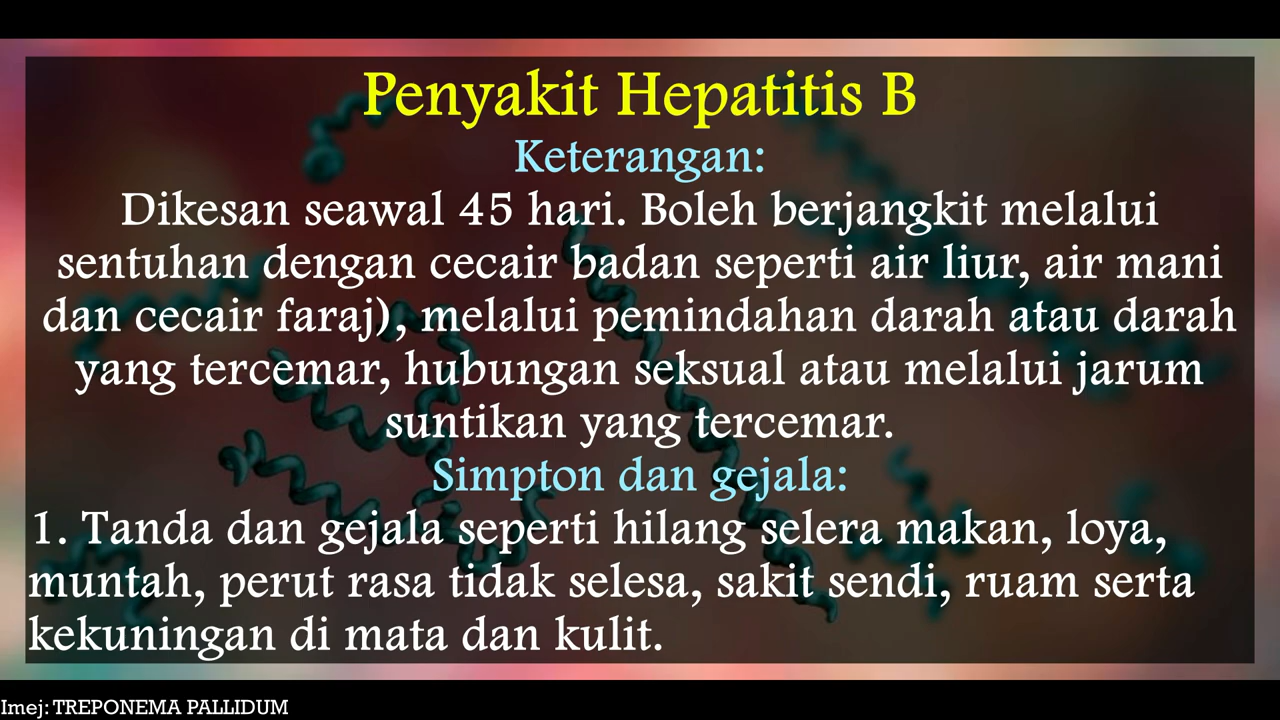 Penyakit Hepatitis B
Keterangan:
Dikesan seawal 45 hari. Boleh berjangkit melalui
sentuhan dengan cecair badan seperti air liur, air mani
dan cecair faraj), melalui pemindahan darah atau darah
yang tercemar, hubungan seksual atau melalui jarum
suntikan yang tercemar.
Simpton dan gejala:
1. Tanda dan gejala seperti hilang selera makan, loya,
muntah, perut rasa tidak selesa, sakit sendi, ruam serta
kekuningan di mata dan kulit.
Imej: TREPONEMA PALLIDUM